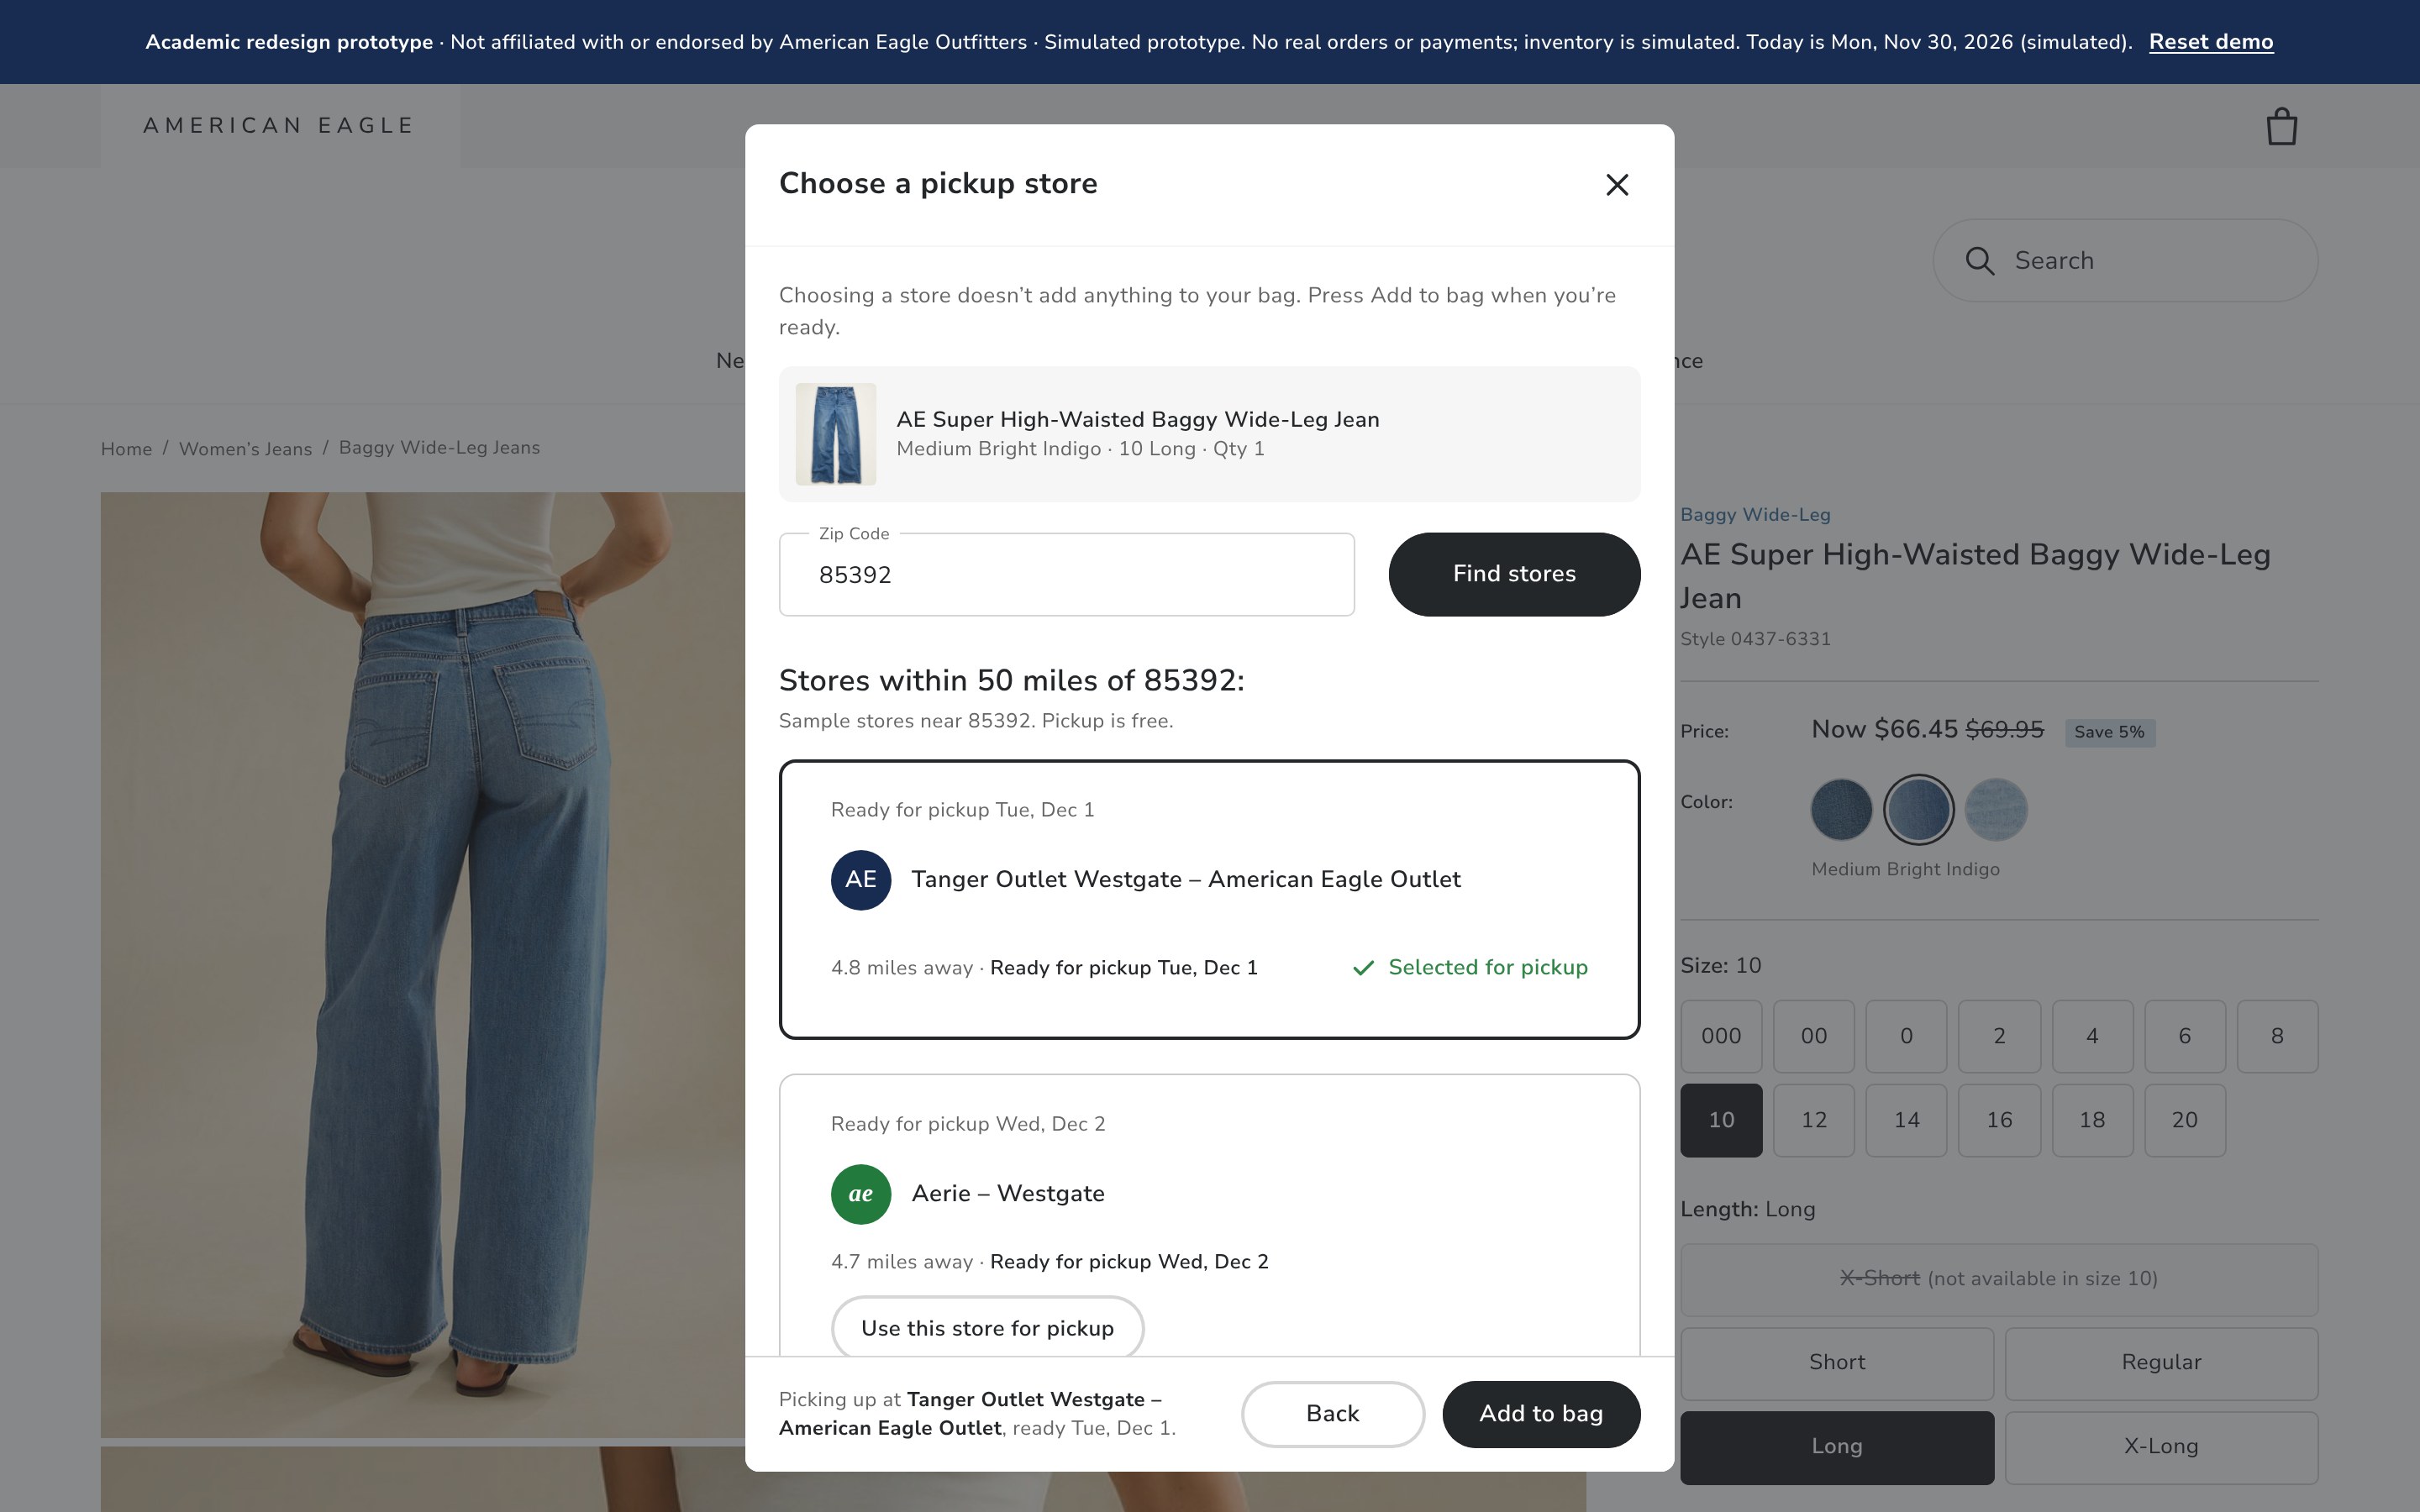 Academic redesign prototype · Not affiliated with or endorsed by American Eagle Outfitters · Simulated prototype. No real orders or payments; inventory is simulated. Today is Mon, Nov 30, 2026 (simulated). Reset demo
AMERICAN EAGLE
Search
Ne
nce
Home / Women's Jeans / Baggy Wide-Leg Jeans
Choose a pickup store
Choosing a store doesn’t add anything to your bag. Press Add to bag when you’re
ready.
AE Super High-Waisted Baggy Wide-Leg Jean
Medium Bright Indigo · 10 Long · Qty 1
Zip Code
85392
Find stores
Stores within 50 miles of 85392:
Sample stores near 85392. Pickup is free.
Ready for pickup Tue, Dec 1
AE
Tanger Outlet Westgate – American Eagle Outlet
4.8 miles away · Ready for pickup Tue, Dec 1
Selected for pickup
Ready for pickup Wed, Dec 2
ae
Aerie – Westgate
4.7 miles away · Ready for pickup Wed, Dec 2
Use this store for pickup
Picking up at Tanger Outlet Westgate –
American Eagle Outlet, ready Tue, Dec 1.
Back
Add to bag
Baggy Wide-Leg
AE Super High-Waisted Baggy Wide-Leg
Jean
Style 0437-6331
Price: Now $66.45 $69.95 Save 5%
Color:
Medium Bright Indigo
Size: 10
000 00 0 2 4 6 8
10 12 14 16 18 20
Length: Long
X-Short (not available in size 10)
Short Regular
Long X-Long